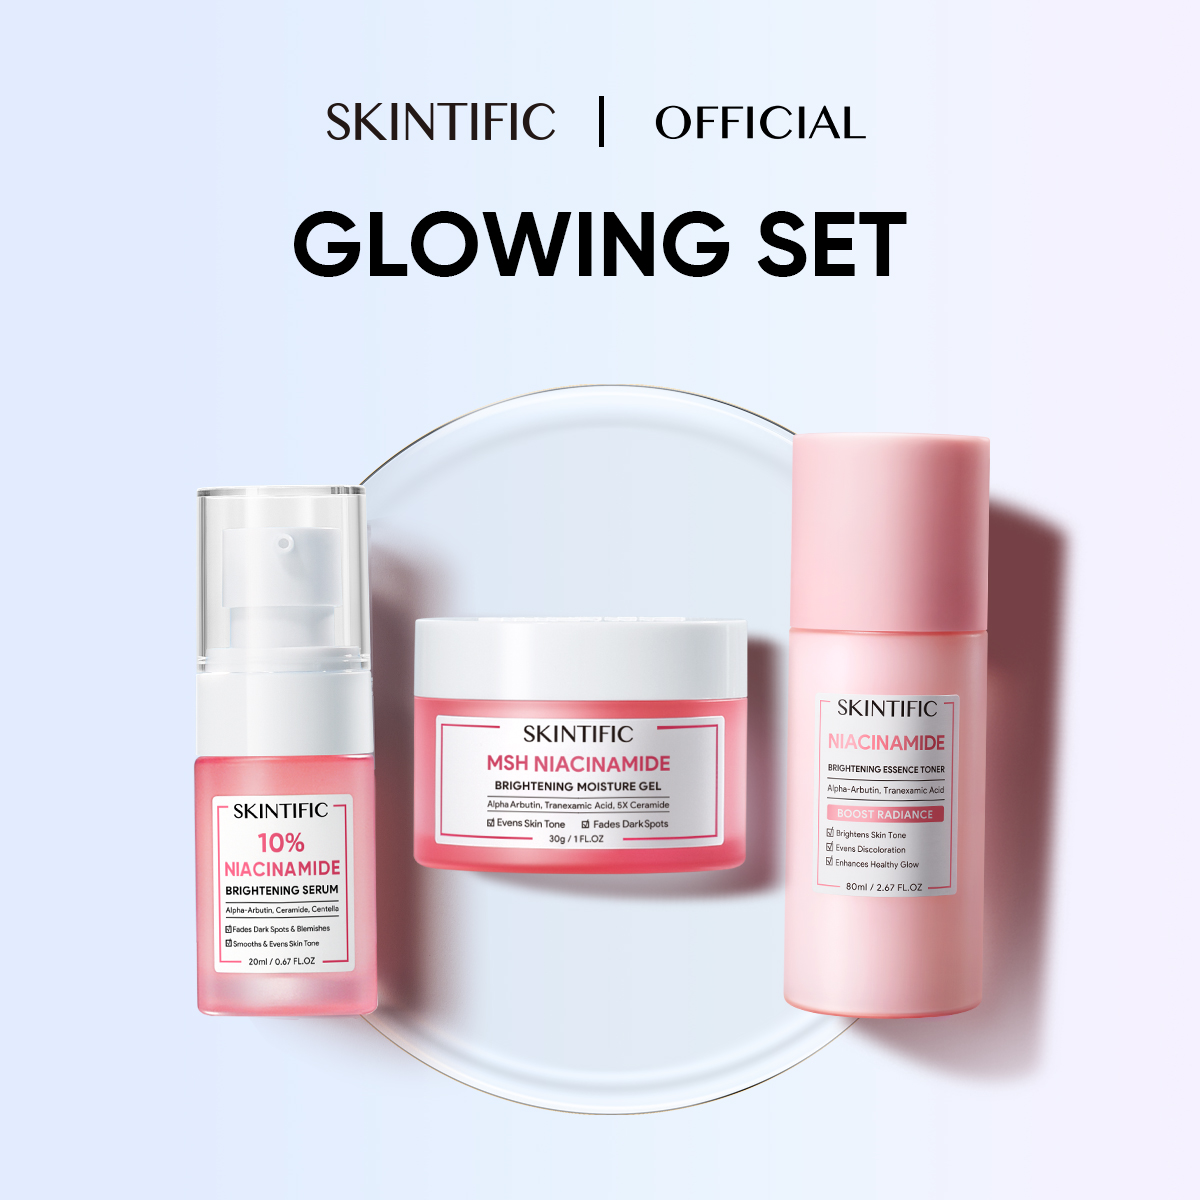 SKINTIFIC | OFFICIAL
GLOWING SET
SKINTIFIC
10%
NIACINAMIDE
BRIGHTENING SERUM
Alpha-Arbutin, Ceramide, Centella
Fades Dark Spots & Blemishes
Smooths & Evens Skin Tone
20ml / 0.67 FL.OZ
SKINTIFIC
MSH NIACINAMIDE
BRIGHTENING MOISTURE GEL
Alpha Arbutin, Tranexamic Acid, 5X Ceramide
Evens Skin Tone Fades Dark Spots
30g / 1 FL.OZ
SKINTIFIC
NIACINAMIDE
BRIGHTENING ESSENCE TONER
Alpha-Arbutin, Tranexamic Acid
BOOST RADIANCE
Brightens Skin Tone
Evens Discoloration
Enhances Healthy Glow
80ml / 2.67 FL.OZ